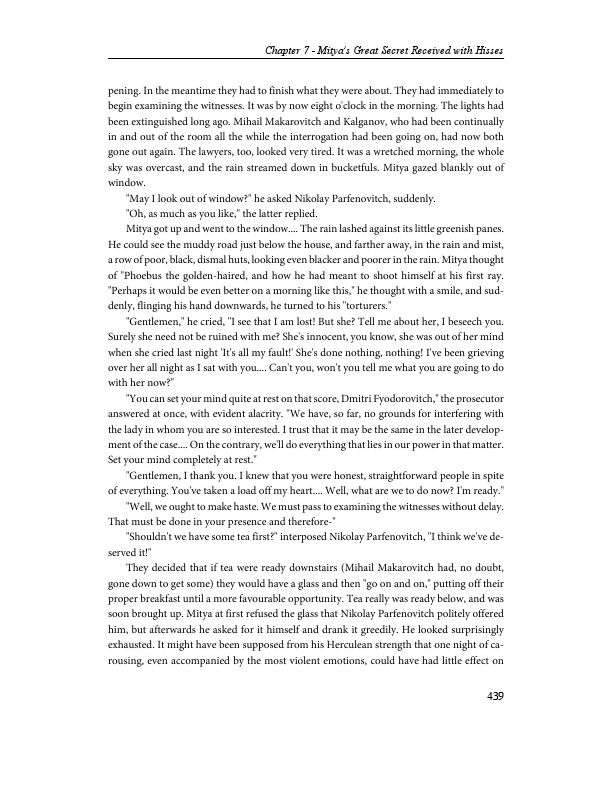 Chapter 7 - Mitya's Great Secret Received with Hisses
pening. In the meantime they had to finish what they were about. They had immediately to
begin examining the witnesses. It was by now eight o'clock in the morning. The lights had
been extinguished long ago. Mihail Makarovitch and Kalganov, who had been continually
in and out of the room all the while the interrogation had been going on, had now both
gone out again. The lawyers, too, looked very tired. It was a wretched morning, the whole
sky was overcast, and the rain streamed down in bucketfuls. Mitya gazed blankly out of
window.
"May I look out of window?" he asked Nikolay Parfenovitch, suddenly.
"Oh, as much as you like," the latter replied.
Mitya got up and went to the window.... The rain lashed against its little greenish panes.
He could see the muddy road just below the house, and farther away, in the rain and mist,
a row of poor, black, dismal huts, looking even blacker and poorer in the rain. Mitya thought
of "Phoebus the golden-haired, and how he had meant to shoot himself at his first ray.
"Perhaps it would be even better on a morning like this," he thought with a smile, and sud-
denly, flinging his hand downwards, he turned to his "torturers."
"Gentlemen," he cried, "I see that I am lost! But she? Tell me about her, I beseech you.
Surely she need not be ruined with me? She's innocent, you know, she was out of her mind
when she cried last night 'It's all my fault!' She's done nothing, nothing! I've been grieving
over her all night as I sat with you.... Can't you, won't you tell me what you are going to do
with her now?"
"You can set your mind quite at rest on that score, Dmitri Fyodorovitch," the prosecutor
answered at once, with evident alacrity. "We have, so far, no grounds for interfering with
the lady in whom you are so interested. I trust that it may be the same in the later develop-
ment of the case.... On the contrary, we'll do everything that lies in our power in that matter.
Set your mind completely at rest."
"Gentlemen, I thank you. I knew that you were honest, straightforward people in spite
of everything. You've taken a load off my heart.... Well, what are we to do now? I'm ready."
"Well, we ought to make haste. We must pass to examining the witnesses without delay.
That must be done in your presence and therefore-"
"Shouldn't we have some tea first?" interposed Nikolay Parfenovitch, "I think we've de-
served it!"
They decided that if tea were ready downstairs (Mihail Makarovitch had, no doubt,
gone down to get some) they would have a glass and then "go on and on," putting off their
proper breakfast until a more favourable opportunity. Tea really was ready below, and was
soon brought up. Mitya at first refused the glass that Nikolay Parfenovitch politely offered
him, but afterwards he asked for it himself and drank it greedily. He looked surprisingly
exhausted. It might have been supposed from his Herculean strength that one night of ca-
rousing, even accompanied by the most violent emotions, could have had little effect on
439